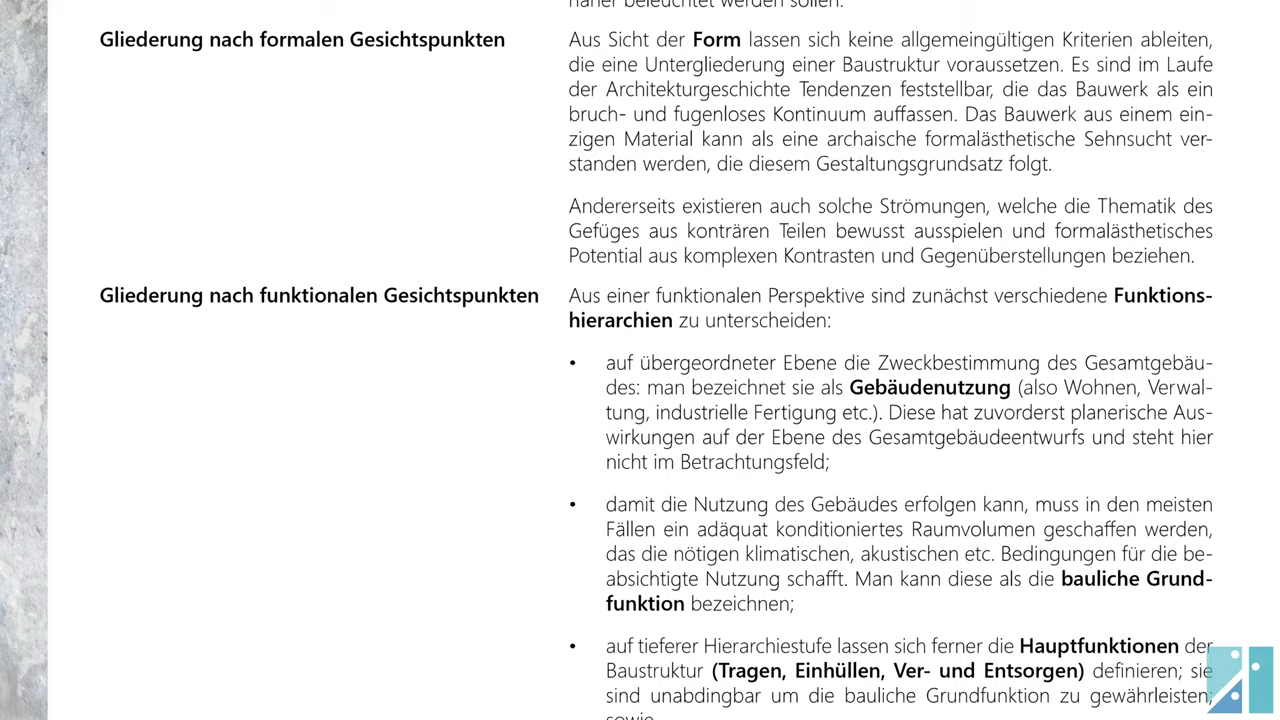 näher beleuchtet werden sollen.
Gliederung nach formalen Gesichtspunkten
Aus Sicht der Form lassen sich keine allgemeingültigen Kriterien ableiten,
die eine Untergliederung einer Baustruktur voraussetzen. Es sind im Laufe
der Architekturgeschichte Tendenzen feststellbar, die das Bauwerk als ein
bruch- und fugenloses Kontinuum auffassen. Das Bauwerk aus einem ein-
zigen Material kann als eine archaische formalästhetische Sehnsucht ver-
standen werden, die diesem Gestaltungsgrundsatz folgt.
Andererseits existieren auch solche Strömungen, welche die Thematik des
Gefüges aus konträren Teilen bewusst ausspielen und formalästhetisches
Potential aus komplexen Kontrasten und Gegenüberstellungen beziehen.
Gliederung nach funktionalen Gesichtspunkten
Aus einer funktionalen Perspektive sind zunächst verschiedene Funktions-
hierarchien zu unterscheiden:
• auf übergeordneter Ebene die Zweckbestimmung des Gesamtgebäu-
des: man bezeichnet sie als Gebäudenutzung (also Wohnen, Verwal-
tung, industrielle Fertigung etc.). Diese hat zuvorderst planerische Aus-
wirkungen auf der Ebene des Gesamtgebäudeentwurfs und steht hier
nicht im Betrachtungsfeld;
• damit die Nutzung des Gebäudes erfolgen kann, muss in den meisten
Fällen ein adäquat konditioniertes Raumvolumen geschaffen werden,
das die nötigen klimatischen, akustischen etc. Bedingungen für die be-
absichtigte Nutzung schafft. Man kann diese als die bauliche Grund-
funktion bezeichnen;
• auf tieferer Hierarchiestufe lassen sich ferner die Hauptfunktionen der
Baustruktur (Tragen, Einhüllen, Ver- und Entsorgen) definieren; sie
sind unabdingbar um die bauliche Grundfunktion zu gewährleisten;
sowie